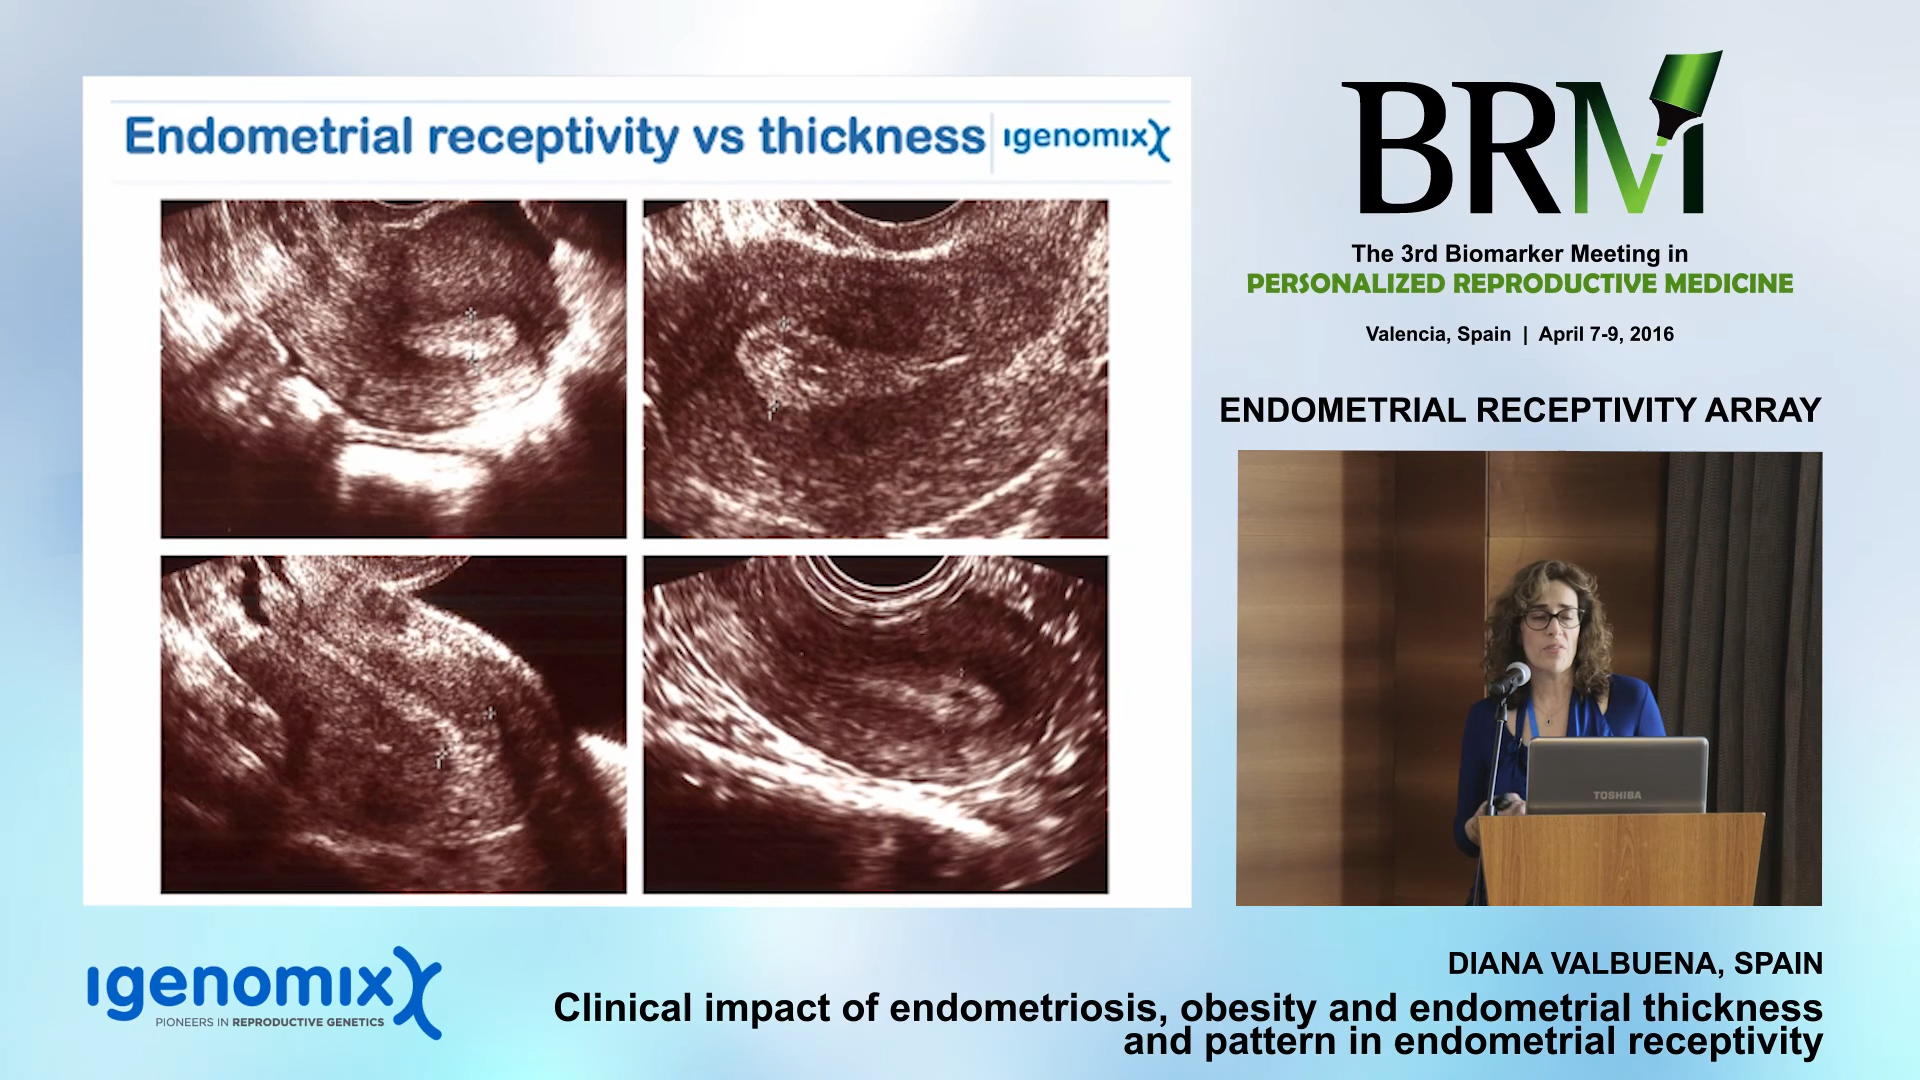 Endometrial receptivity vs thickness
igenomix
BRM
The 3rd Biomarker Meeting in
PERSONALIZED REPRODUCTIVE MEDICINE
Valencia, Spain | April 7-9, 2016
ENDOMETRIAL RECEPTIVITY ARRAY
TOSHIBA
igenomix
PIONEERS IN REPRODUCTIVE GENETICS
DIANA VALBUENA, SPAIN
Clinical impact of endometriosis, obesity and endometrial thickness
and pattern in endometrial receptivity